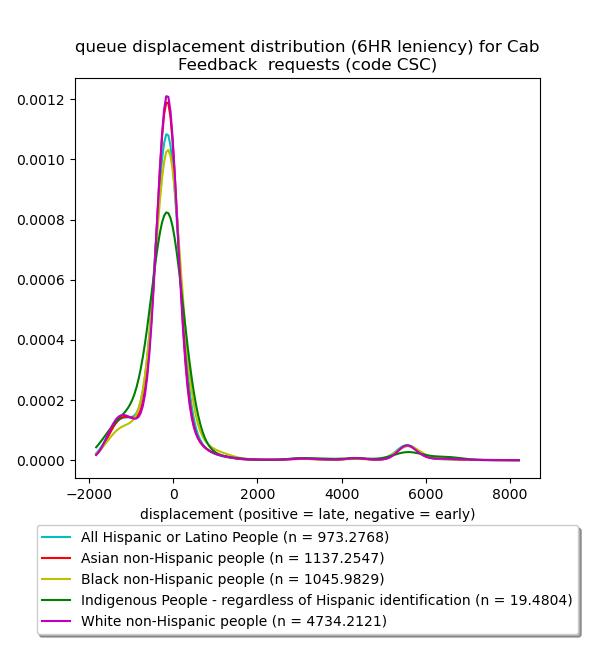 queue displacement distribution (6HR leniency) for Cab
Feedback  requests (code CSC)
0.0012
0.0010
0.0008
0.0006
0.0004
0.0002
0.0000
−2000 0 2000 4000 6000 8000
displacement (positive = late, negative = early)
All Hispanic or Latino People (n = 973.2768)
Asian non-Hispanic people (n = 1137.2547)
Black non-Hispanic people (n = 1045.9829)
Indigenous People - regardless of Hispanic identification (n = 19.4804)
White non-Hispanic people (n = 4734.2121)